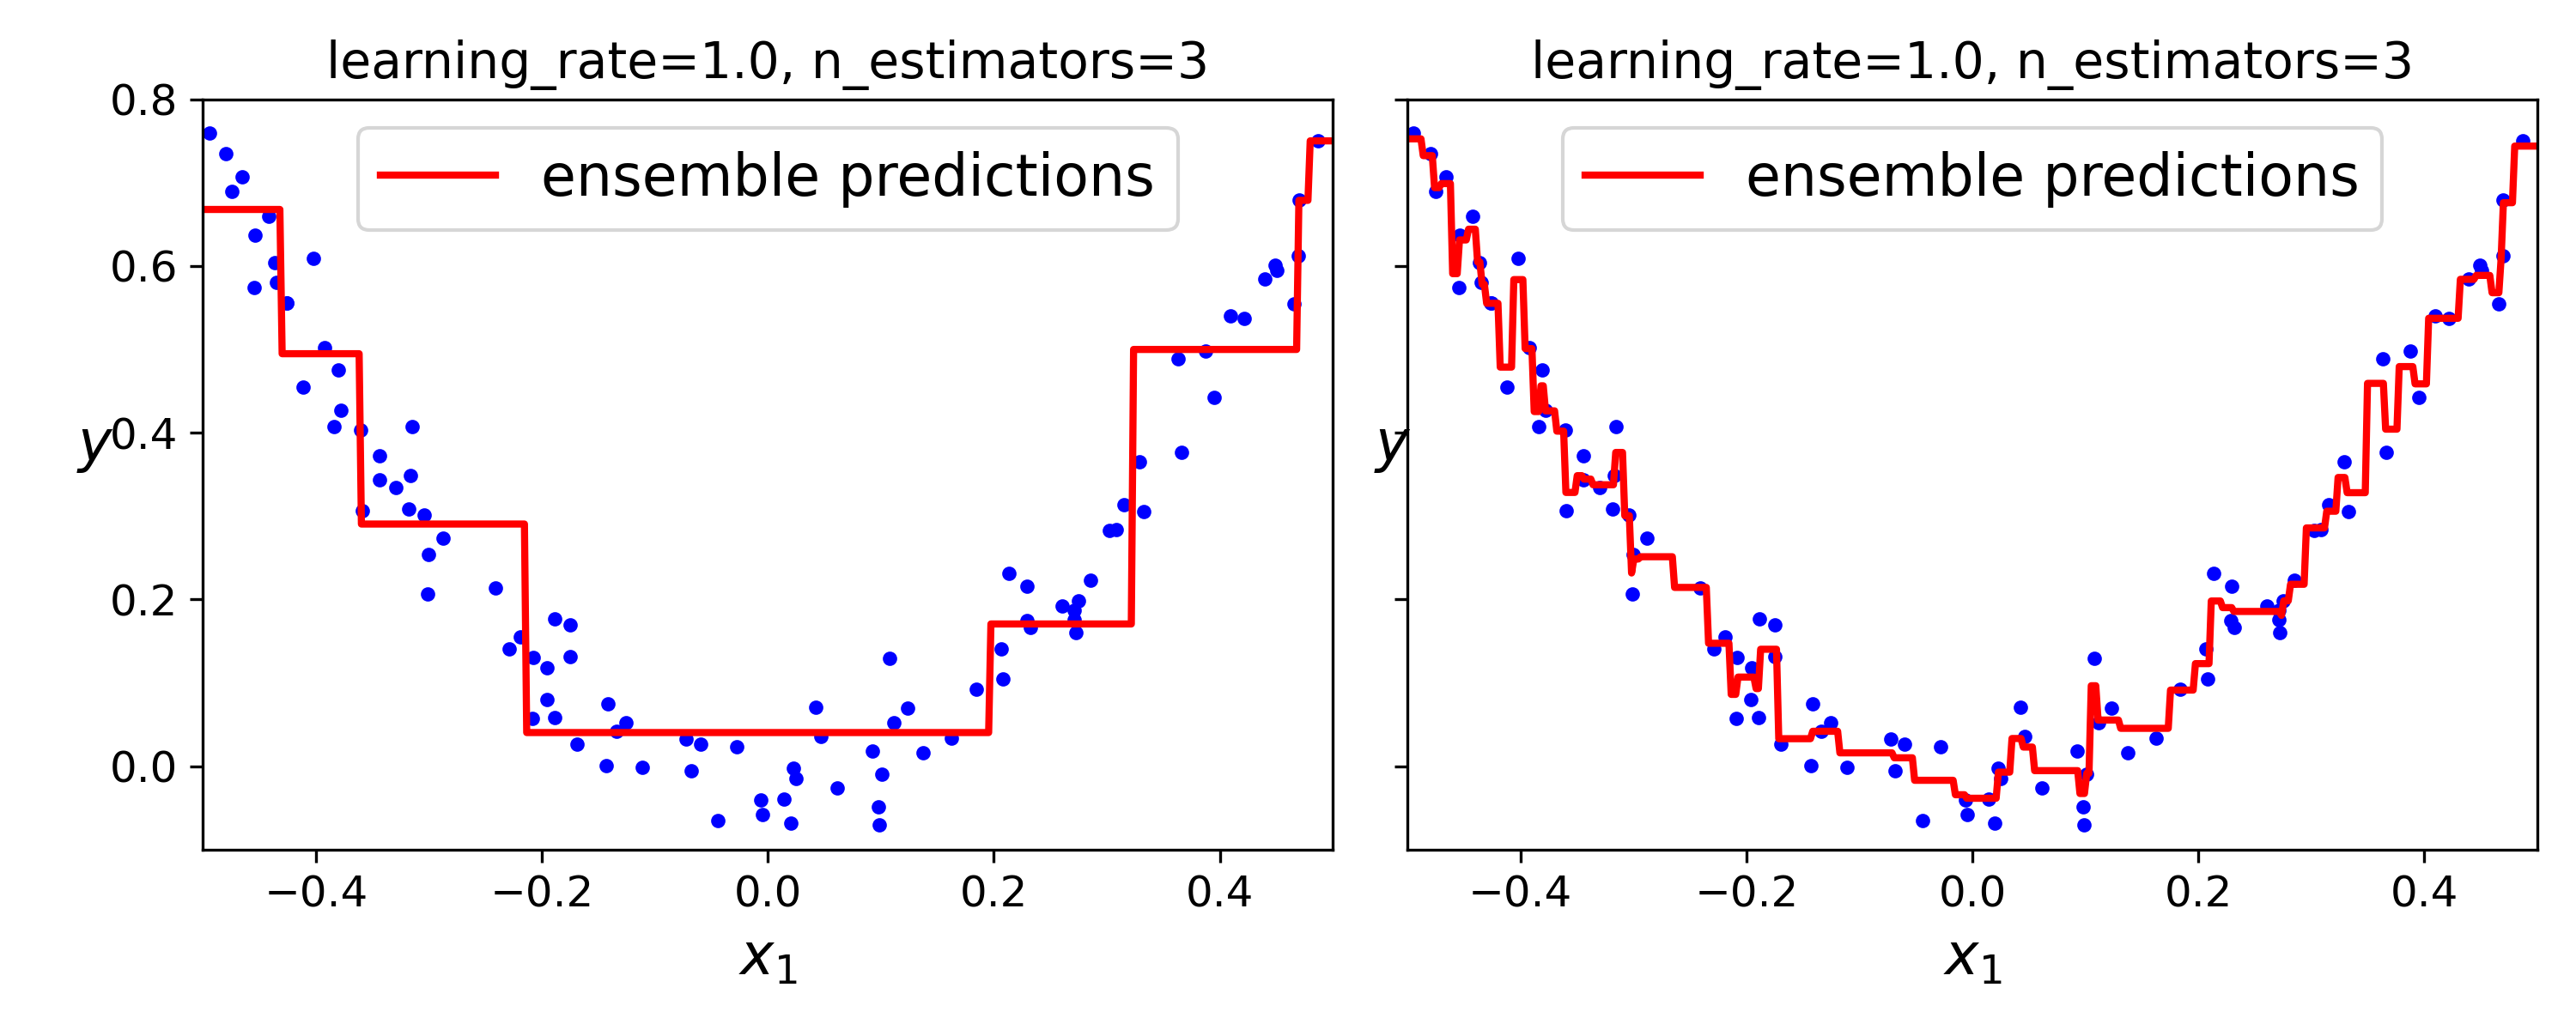 learning_rate=1.0, n_estimators=3
ensemble predictions
0.8
0.6
0.4
0.2
0.0
y
−0.4 −0.2 0.0 0.2 0.4
x₁
learning_rate=1.0, n_estimators=3
ensemble predictions
y
−0.4 −0.2 0.0 0.2 0.4
x₁